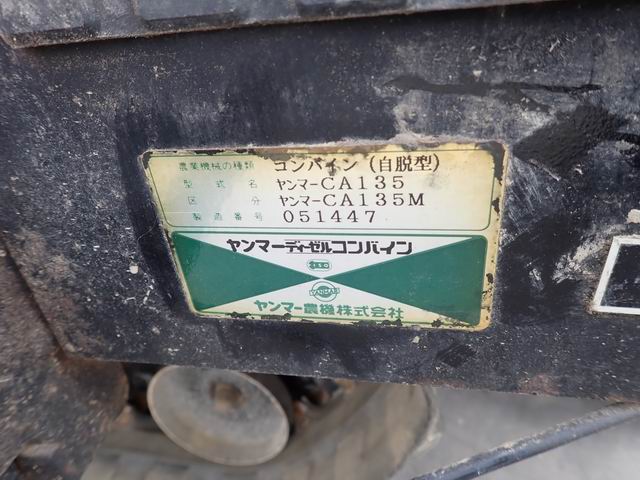 農業機械の種類 コンバイン(自脱型)
型式名 ヤンマーCA135
区分 ヤンマーCA135M
製造番号 051447
ヤンマーディーゼルコンバイン
YANMAR
ヤンマー農機株式会社